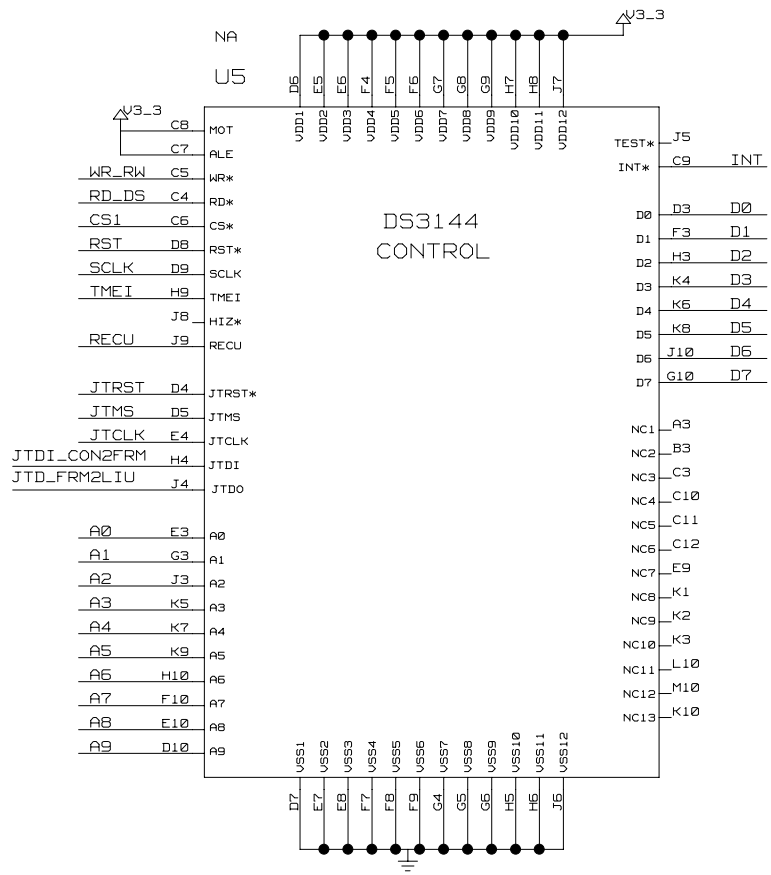 V3_3
NA
U5
D6 E5 E6 F4 F5 F6 G7 G8 G9 H7 H8 J7
VDD1 VDD2 VDD3 VDD4 VDD5 VDD6 VDD7 VDD8 VDD9 VDD10 VDD11 VDD12
V3_3
C8 MOT
C7 ALE
WR_RW C5 WR*
RD_DS C4 RD*
CS1 C6 CS*
RST D8 RST*
SCLK D9 SCLK
TMEI H9 TMEI
J8 HIZ*
RECU J9 RECU
JTRST D4 JTRST*
JTMS D5 JTMS
JTCLK E4 JTCLK
JTDI_CON2FRM H4 JTDI
JTD_FRM2LIU J4 JTDO
A0 E3 A0
A1 G3 A1
A2 J3 A2
A3 K5 A3
A4 K7 A4
A5 K9 A5
A6 H10 A6
A7 F10 A7
A8 E10 A8
A9 D10 A9
DS3144
CONTROL
TEST* J5
INT* C9 INT
D0 D3 D0
D1 F3 D1
D2 H3 D2
D3 K4 D3
D4 K6 D4
D5 K8 D5
D6 J10 D6
D7 G10 D7
NC1 A3
NC2 B3
NC3 C3
NC4 C10
NC5 C11
NC6 C12
NC7 E9
NC8 K1
NC9 K2
NC10 K3
NC11 L10
NC12 M10
NC13 K10
VSS1 VSS2 VSS3 VSS4 VSS5 VSS6 VSS7 VSS8 VSS9 VSS10 VSS11 VSS12
D7 E7 E8 F7 F8 F9 G4 G5 G6 H5 H6 J6